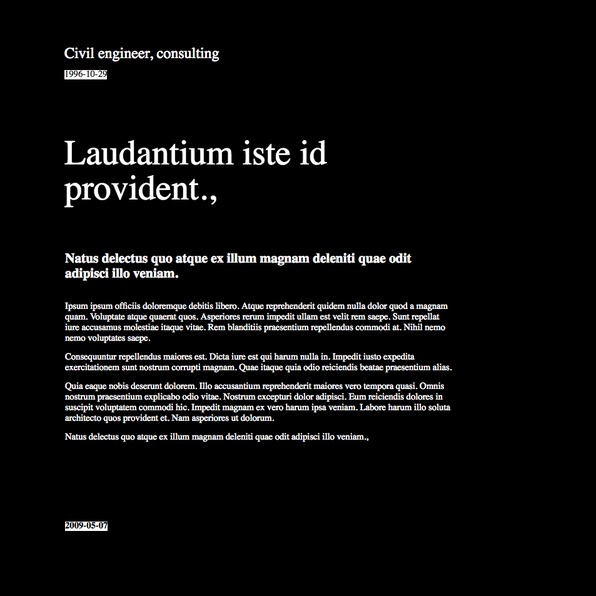 Civil engineer, consulting
1996-10-29
Laudantium iste id
provident.,
Natus delectus quo atque ex illum magnam deleniti quae odit
adipisci illo veniam.
Ipsum ipsum officiis doloremque debitis libero. Atque reprehenderit quidem nulla dolor quod a magnam
quam. Voluptate atque quaerat quos. Asperiores rerum impedit ullam est velit rem saepe. Sunt repellat
iure accusamus molestiae itaque vitae. Rem blanditiis praesentium repellendus commodi at. Nihil nemo
nemo voluptates saepe.
Consequuntur repellendus maiores est. Dicta iure est qui harum nulla in. Impedit iusto expedita
exercitationem sunt nostrum corrupti magnam. Quae itaque quia odio reiciendis beatae praesentium alias.
Quia eaque nobis deserunt dolorem. Illo accusantium reprehenderit maiores vero tempora quasi. Omnis
nostrum praesentium explicabo odio vitae. Nostrum excepturi dolor adipisci. Eum reiciendis dolores in
suscipit voluptatem commodi hic. Impedit magnam ex vero harum ipsa veniam. Labore harum illo soluta
architecto quos provident et. Nam asperiores ut dolorum.
Natus delectus quo atque ex illum magnam deleniti quae odit adipisci illo veniam.,
2009-05-07